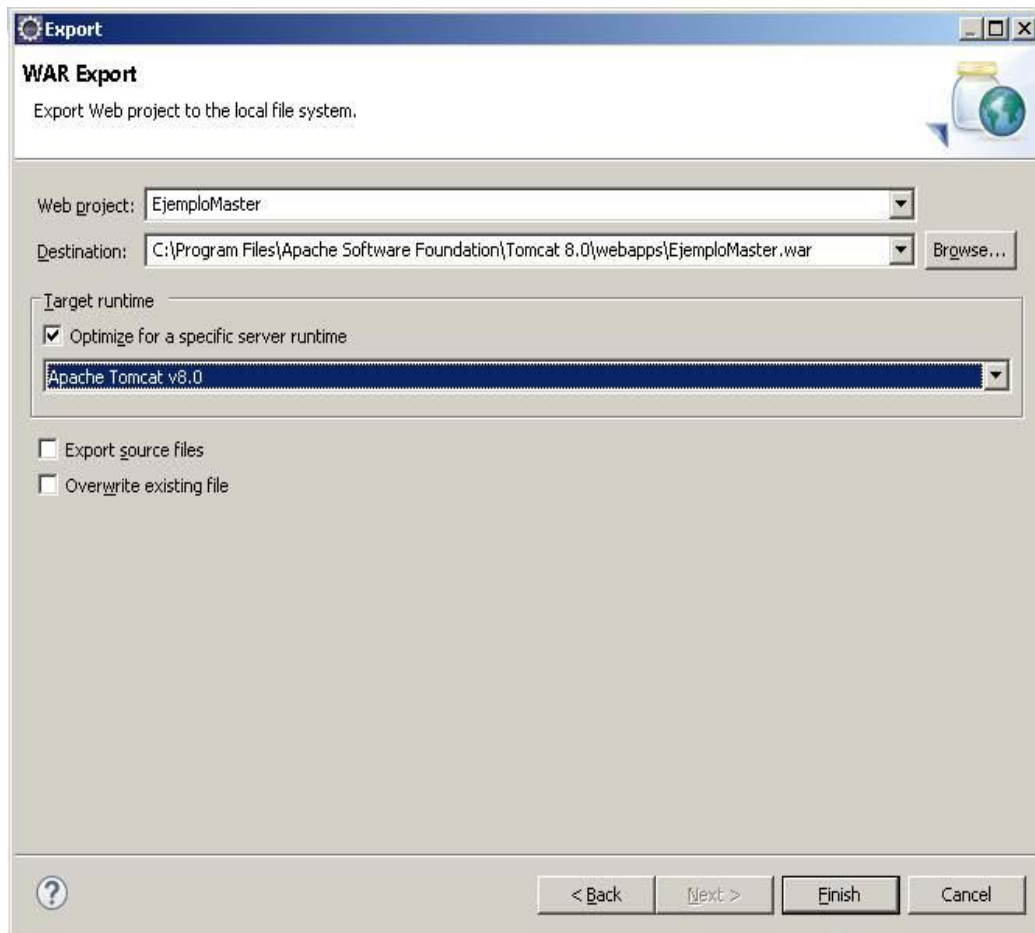 Export
WAR Export
Export Web project to the local file system.
Web project: EjemploMaster
Destination: C:\Program Files\Apache Software Foundation\Tomcat 8.0\webapps\EjemploMaster.war Browse...
Target runtime
Optimize for a specific server runtime
Apache Tomcat v8.0
Export source files
Overwrite existing file
? < Back Next > Finish Cancel